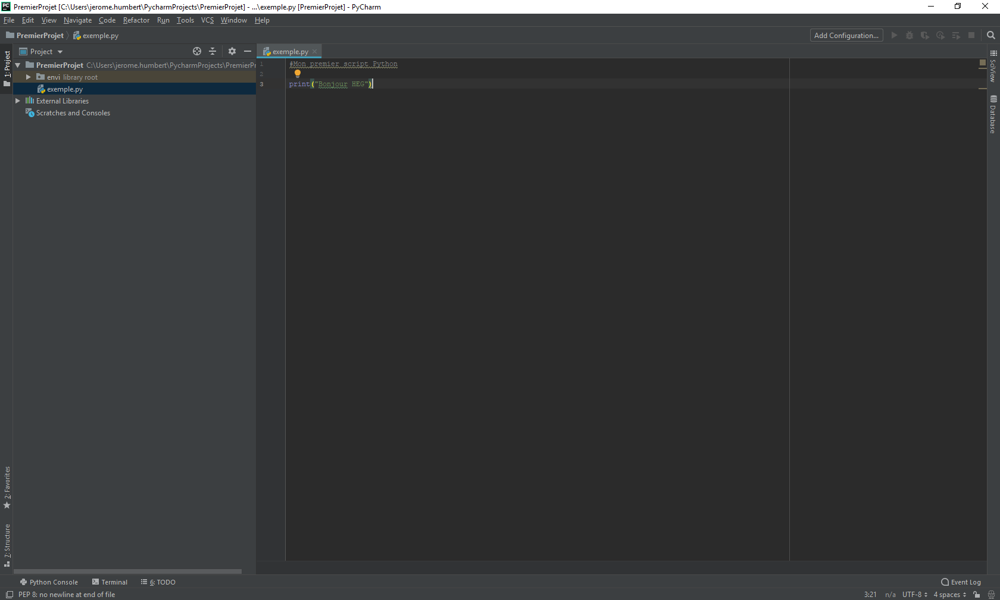 PC PremierProjet [C:\Users\jerome.humbert\PycharmProjects\PremierProjet] - ...\exemple.py [PremierProjet] - PyCharm
File Edit View Navigate Code Refactor Run Tools VCS Window Help
PremierProjet exemple.py Add Configuration...
Project
exemple.py
1: Project
PremierProjet C:\Users\jerome.humbert\PycharmProjects\PremierPr
envi library root
exemple.py
External Libraries
Scratches and Consoles
1 #Mon premier script Python
2
3 print("Bonjour HEG")
SciView
Database
2: Favorites
7: Structure
Python Console Terminal 6: TODO Event Log
PEP 8: no newline at end of file 3:21 n/a UTF-8 4 spaces